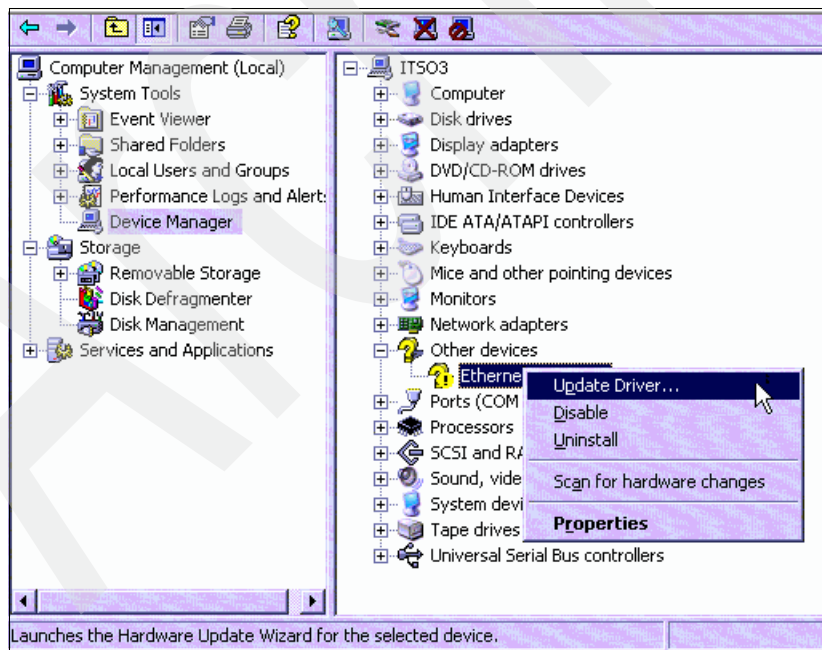 Computer Management (Local)
System Tools
Event Viewer
Shared Folders
Local Users and Groups
Performance Logs and Alert
Device Manager
Storage
Removable Storage
Disk Defragmenter
Disk Management
Services and Applications
ITSO3
Computer
Disk drives
Display adapters
DVD/CD-ROM drives
Human Interface Devices
IDE ATA/ATAPI controllers
Keyboards
Mice and other pointing devices
Monitors
Network adapters
Other devices
Etherne
Ports (COM
Processors
SCSI and RA
Sound, vide
System devi
Tape drives
Universal Serial Bus controllers
Update Driver...
Disable
Uninstall
Scan for hardware changes
Properties
Launches the Hardware Update Wizard for the selected device.